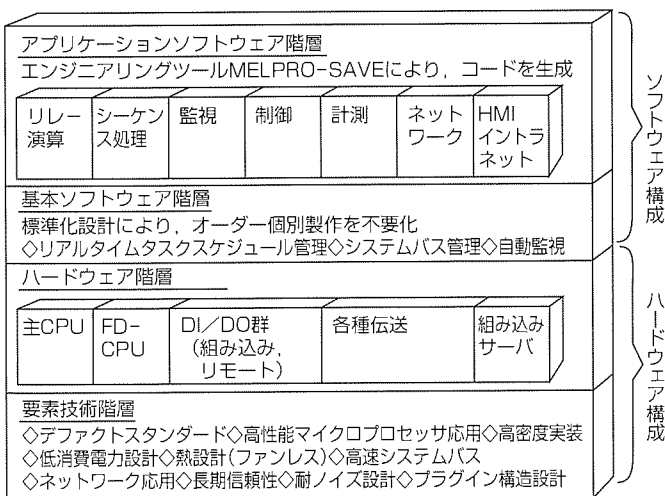 アプリケーションソフトウェア階層
エンジニアリングツールMELPRO-SAVEにより，コードを生成
リレー
演算
シーケン
ス処理
監視
制御
計測
ネット
ワーク
HMI
イントラ
ネット
基本ソフトウェア階層
標準化設計により，オーダー個別製作を不要化
◇リアルタイムタスクスケジュール管理◇システムバス管理◇自動監視
ソフトウェア構成
ハードウェア階層
主CPU
FD-
CPU
DI／DO群
（組み込み，
リモート）
各種伝送
組み込み
サーバ
要素技術階層
◇デファクトスタンダード◇高性能マイクロプロセッサ応用◇高密度実装
◇低消費電力設計◇熱設計（ファンレス）◇高速システムバス
◇ネットワーク応用◇長期信頼性◇耐ノイズ設計◇プラグイン構造設計
ハードウェア構成